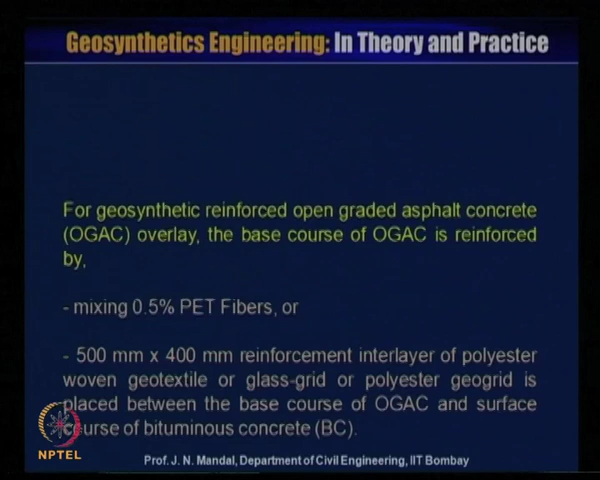 Geosynthetics Engineering: In Theory and Practice
For geosynthetic reinforced open graded asphalt concrete
(OGAC) overlay, the base course of OGAC is reinforced
by,
- mixing 0.5% PET Fibers, or
- 500 mm x 400 mm reinforcement interlayer of polyester
woven geotextile or glass-grid or polyester geogrid is
placed between the base course of OGAC and surface
course of bituminous concrete (BC).
NPTEL
Prof. J. N. Mandal, Department of Civil Engineering, IIT Bombay